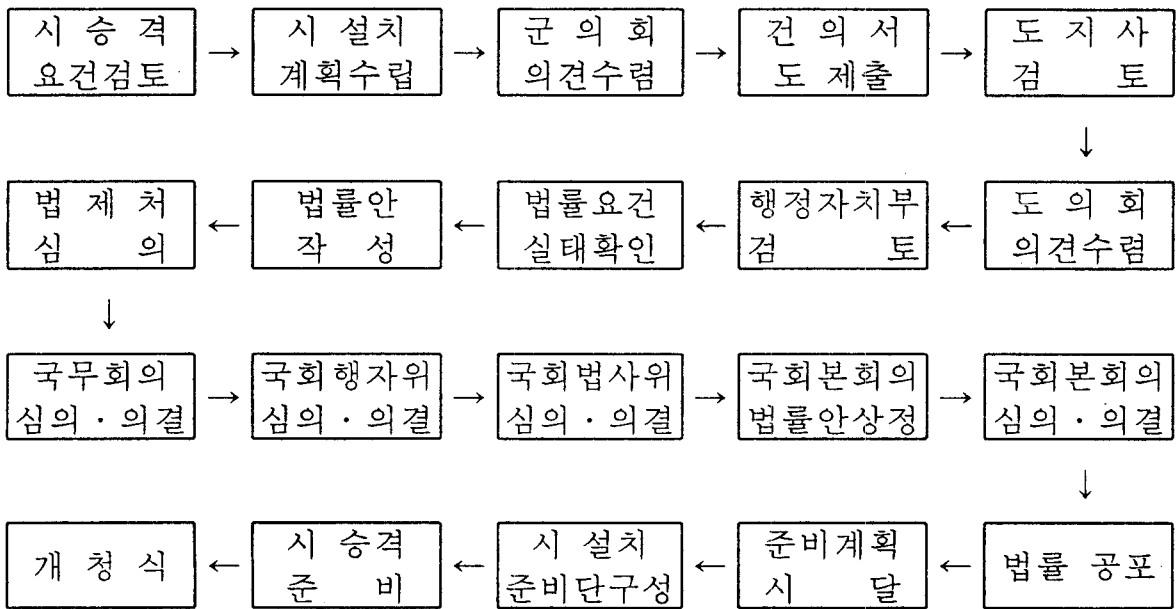 시 승 격
요건검토
→
시 설치
계획수립
→
군 의 회
의견수렴
→
건 의 서
도 제출
→
도 지 사
검 토
↓
도 의 회
의견수렴
←
행정자치부
검 토
←
법률요건
실태확인
←
법률안
작 성
←
법 제 처
심 의
↓
국무회의
심의·의결
→
국회행자위
심의·의결
→
국회법사위
심의·의결
→
국회본회의
법률안상정
→
국회본회의
심의·의결
↓
법률 공포
←
준비계획
시 달
←
시 설치
준비단구성
←
시 승격
준 비
←
개 청 식